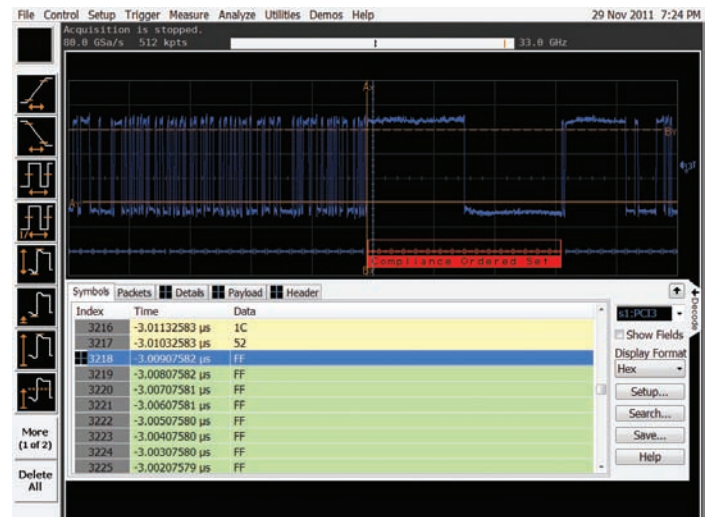 File Control Setup Trigger Measure Analyze Utilities Demos Help 29 Nov 2011 7:24 PM
Acquisition is stopped.
80.0 GSa/s 512 kpts 33.0 GHz
Ax
By
Ay
Compliance Ordered Set
Symbols Packets Details Payload Header
Index Time Data
3216 -3.01132583 µs 1C
3217 -3.01032583 µs 52
3218 -3.00907582 µs FF
3219 -3.00807582 µs FF
3220 -3.00707581 µs FF
3221 -3.00607581 µs FF
3222 -3.00507580 µs FF
3223 -3.00407580 µs FF
3224 -3.00307580 µs FF
3225 -3.00207579 µs FF
Decode
s1:PCI3
Show Fields
Display Format
Hex
Setup...
Search...
Save...
Help
More
(1 of 2)
Delete
All